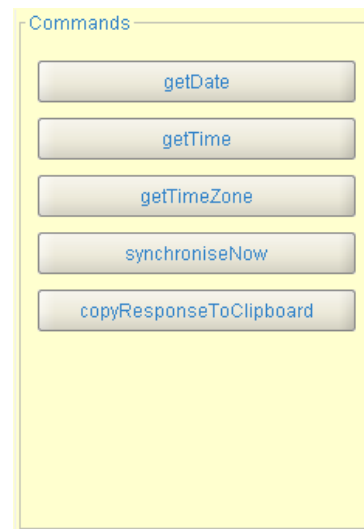 Commands
getDate
getTime
getTimeZone
synchroniseNow
copyResponseToClipboard